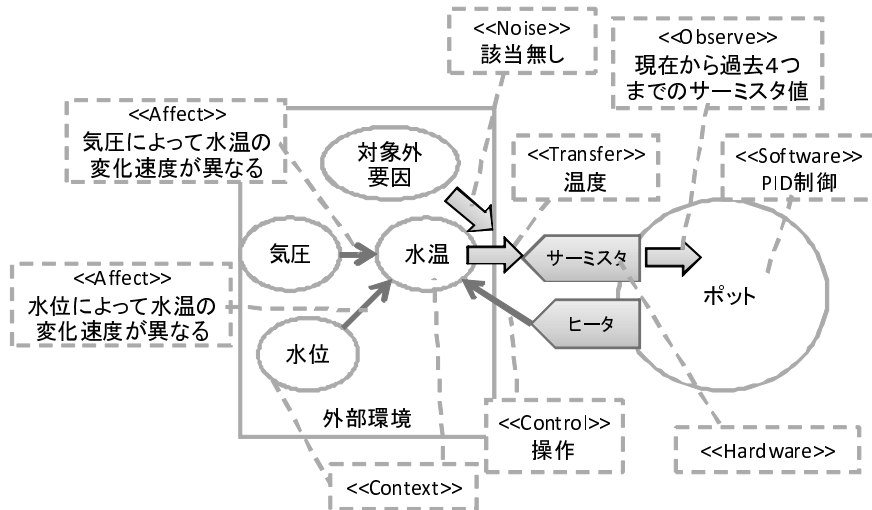 <<Noise>>
該当無し
<<Observe>>
現在から過去4つ
までのサーミスタ値
<<Affect>>
気圧によって水温の
変化速度が異なる
対象外
要因
<<Transfer>>
温度
<<Software>>
PID制御
気圧
水温
サーミスタ
ポット
<<Affect>>
水位によって水温の
変化速度が異なる
ヒータ
水位
外部環境
<<Control>>
操作
<<Hardware>>
<<Context>>